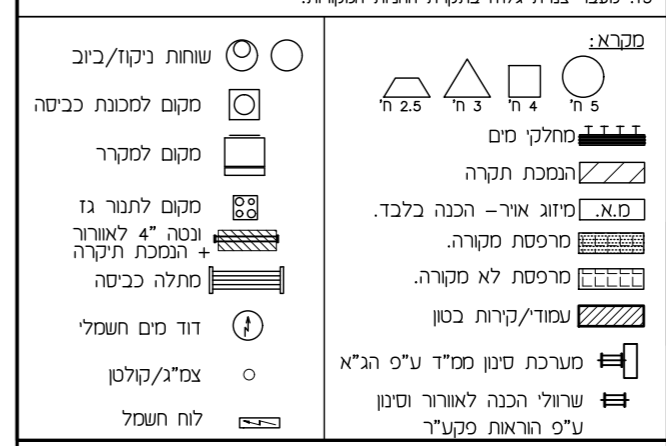 מקרא:
5 ח' 4 ח' 3 ח' 2.5 ח'
מחלקי מים
הנמכת תקרה
מ.א. מיזוג אויר– הכנה בלבד.
מרפסת מקורה.
מרפסת לא מקורה.
עמודי/קירות בטון
מערכת סינון ממ"ד ע"פ הג"א
שרוולי הכנה לאוורור וסינון
ע"פ הוראות פקע"ר
שוחות ניקוז/ביוב
מקום למכונת כביסה
מקום למקרר
מקום לתנור גז
ונטה "4 לאוורור
+ הנמכת תיקרה
מתלה כביסה
דוד מים חשמלי
צמ"ג/קולטן
לוח חשמל